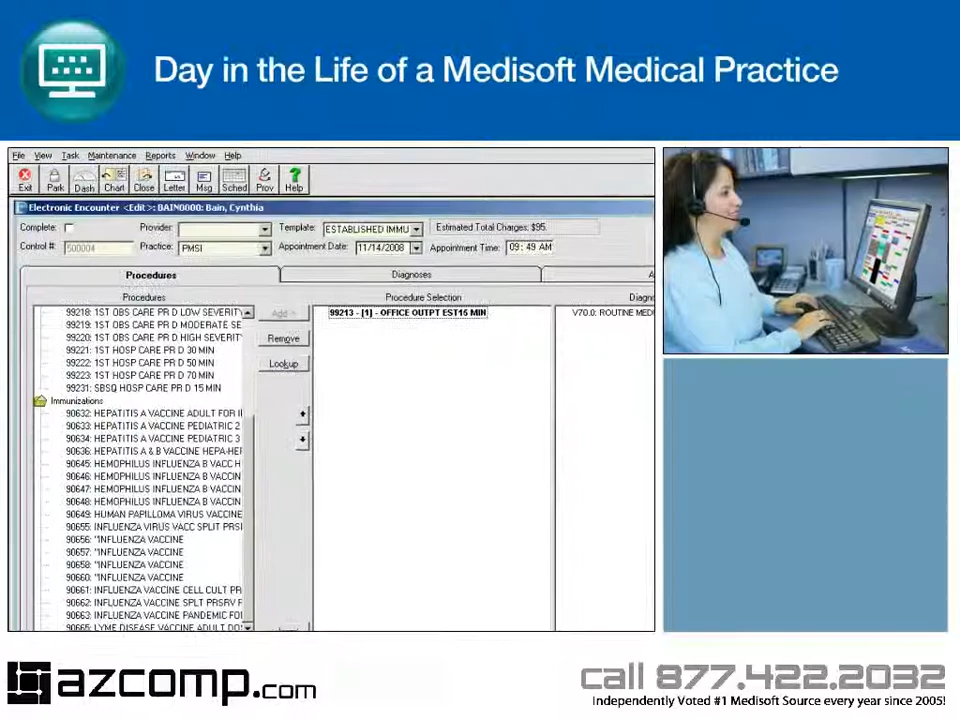 Day in the Life of a Medisoft Medical Practice
File View Task Maintenance Reports Window Help
Exit Park Dash Chart Close Letter Msg Sched Prov Help
Electronic Encounter <Edit>: BAIN0000: Bain, Cynthia
Complete: Provider: Template: ESTABLISHED IMMU Estimated Total Charges: $95.
Control #: 500004 Practice: PMSI Appointment Date: 11/14/2008 Appointment Time: 09: 49 AM
Procedures Diagnoses A
Procedures Procedure Selection Diagn
99218: 1ST OBS CARE PR D LOW SEVERITY Add 99213 - [1] - OFFICE OUTPT EST15 MIN V70.0: ROUTINE MED
99219: 1ST OBS CARE PR D MODERATE SE
99220: 1ST OBS CARE PR D HIGH SEVERIT Remove
99221: 1ST HOSP CARE PR D 30 MIN
99222: 1ST HOSP CARE PR D 50 MIN Lookup
99223: 1ST HOSP CARE PR D 70 MIN
99231: SBSQ HOSP CARE PR D 15 MIN
Immunizations
90632: HEPATITIS A VACCINE ADULT FOR I
90633: HEPATITIS A VACCINE PEDIATRIC 2
90634: HEPATITIS A VACCINE PEDIATRIC 3
90636: HEPATITIS A & B VACCINE HEPA-HE
90645: HEMOPHILUS INFLUENZA B VACC H
90646: HEMOPHILUS INFLUENZA B VACCIN
90647: HEMOPHILUS INFLUENZA B VACCIN
90648: HEMOPHILUS INFLUENZA B VACCIN
90649: HUMAN PAPILLOMA VIRUS VACCINE
90655: INFLUENZA VIRUS VACC SPLIT PRSI
90656: "INFLUENZA VACCINE
90657: "INFLUENZA VACCINE
90658: "INFLUENZA VACCINE
90660: "INFLUENZA VACCINE
90661: INFLUENZA VACCINE CELL CULT PR
90662: INFLUENZA VACCINE SPLT PRSRV F
90663: INFLUENZA VACCINE PANDEMIC FO
90665: LYME DISEASE VACCINE ADULT DO
azcomp.com
call 877.422.2032
Independently Voted #1 Medisoft Source every year since 2005!